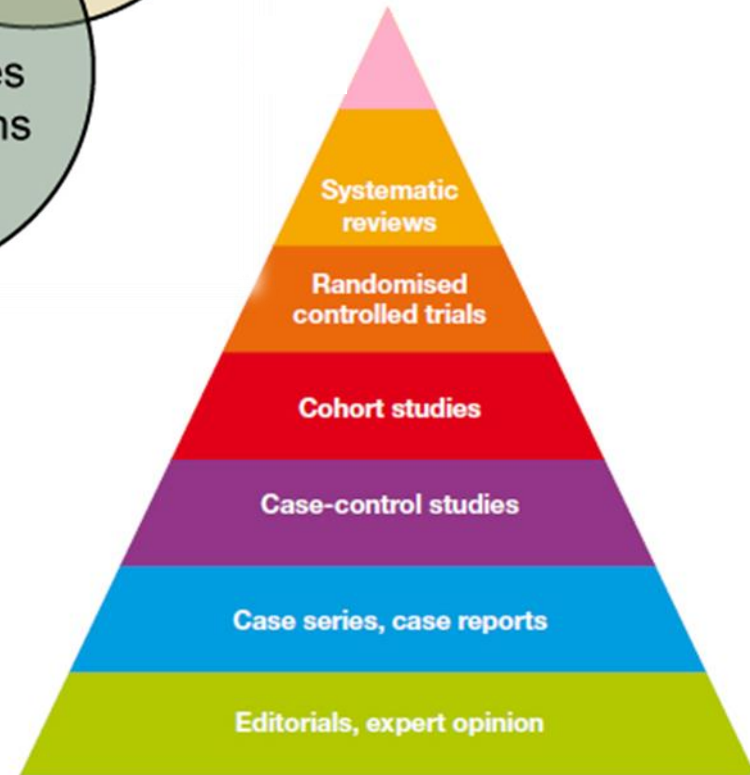 Systematic
reviews
Randomised
controlled trials
Cohort studies
Case-control studies
Case series, case reports
Editorials, expert opinion